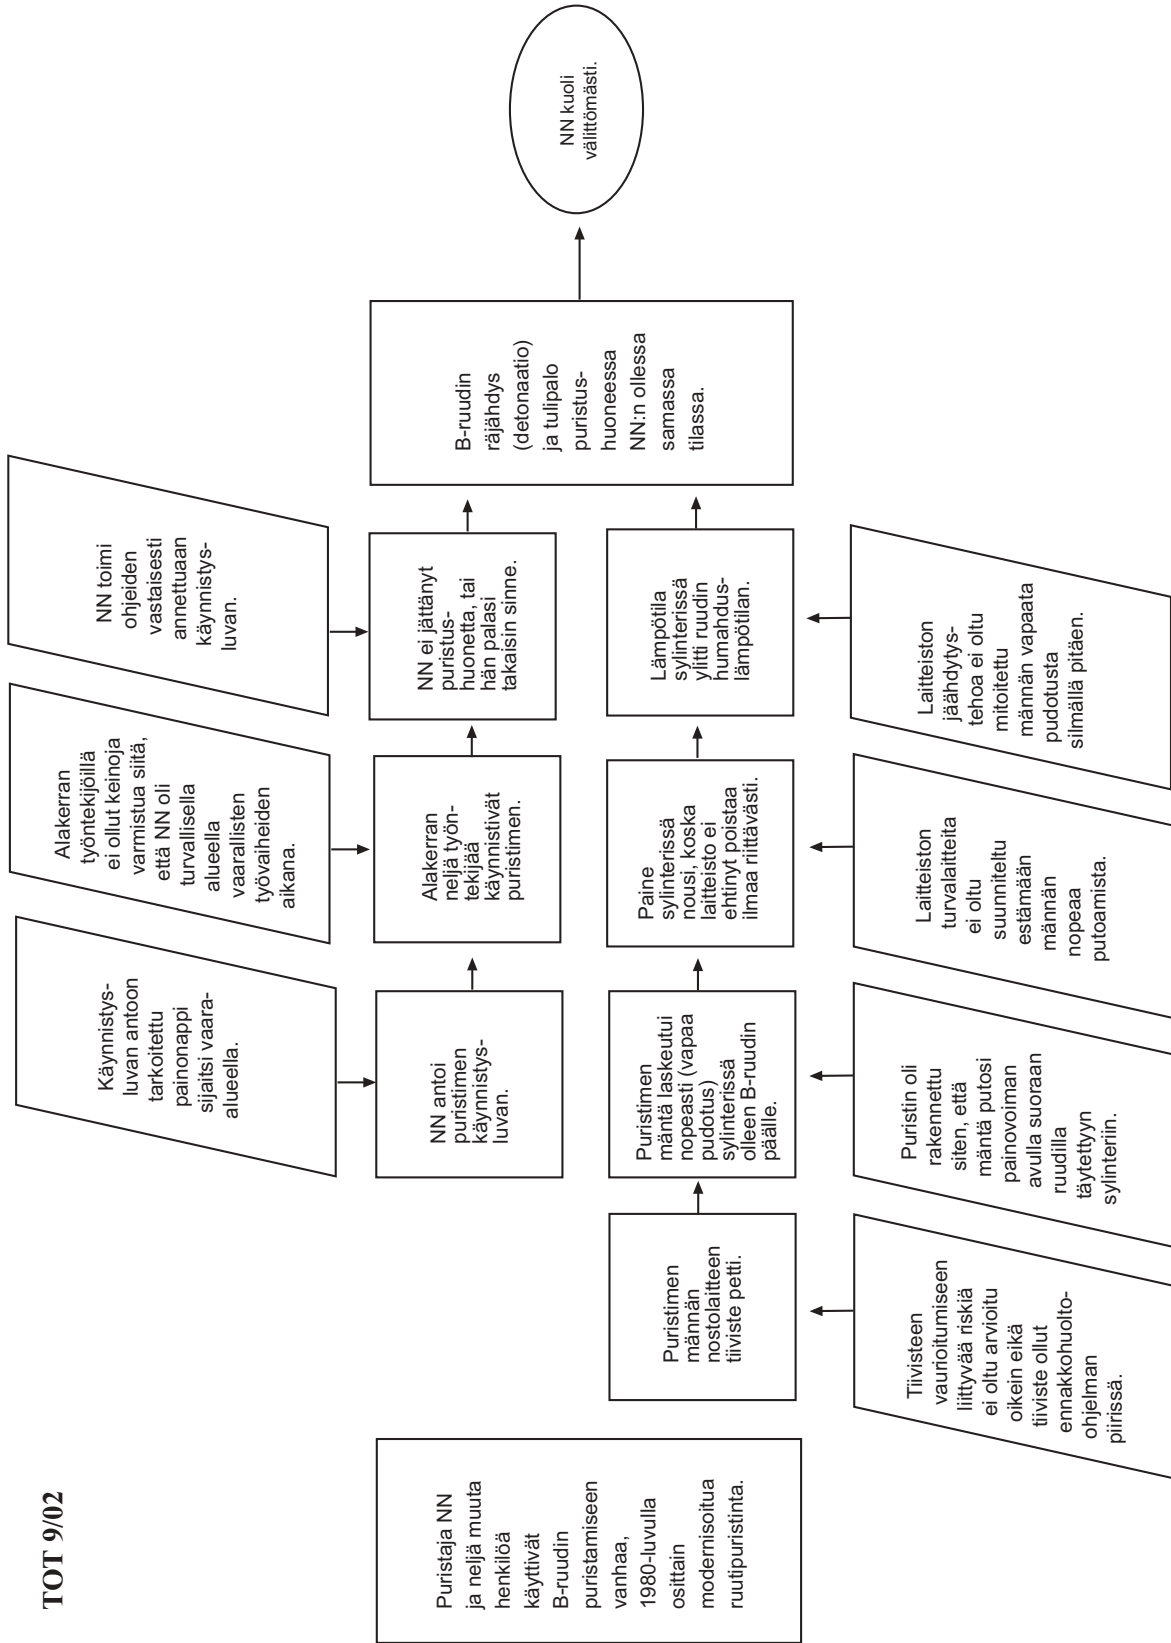 TOT 9/02
Käynnistys-
luvan antoon
tarkoitettu
painonappi
sijaitsi vaara-
alueella.
Alakerran
työntekijöillä
ei ollut keinoja
varmistua siitä,
että NN oli
turvallisella
alueella
vaarallisten
työvaiheiden
aikana.
NN toimi
ohjeiden
vastaisesti
annettuaan
käynnistys-
luvan.
Puristaja NN
ja neljä muuta
henkilöä
käyttivät
B-ruudin
puristamiseen
vanhaa,
1980-luvulla
osittain
modernisoitua
ruutipuristinta.
NN antoi
puristimen
käynnistys-
luvan.
Alakerran
neljä työn-
tekijää
käynnistivät
puristimen.
NN ei jättänyt
puristus-
huonetta, tai
hän palasi
takaisin sinne.
B-ruudin
räjähdys
(detonaatio)
ja tulipalo
puristus-
huoneessa
NN:n ollessa
samassa
tilassa.
NN kuoli
välittömästi.
Puristimen
männän
nostolaitteen
tiiviste petti.
Puristimen
mäntä laskeutui
nopeasti (vapaa
pudotus)
sylinterissä
olleen B-ruudin
päälle.
Paine
sylinterissä
nousi, koska
laitteisto ei
ehtinyt poistaa
ilmaa riittävästi.
Lämpötila
sylinterissä
ylitti ruudin
humahdus-
lämpötilan.
Tiivisteen
vaurioitumiseen
liittyvää riskiä
ei oltu arvioitu
oikein eikä
tiiviste ollut
ennakkohuolto-
ohjelman
piirissä.
Puristin oli
rakennettu
siten, että
mäntä putosi
painovoiman
avulla suoraan
ruudilla
täytettyyn
sylinteriin.
Laitteiston
turvalaitteita
ei oltu
suunniteltu
estämään
männän
nopeaa
putoamista.
Laitteiston
jäähdytys-
tehoa ei oltu
mitoitettu
männän vapaata
pudotusta
silmällä pitäen.